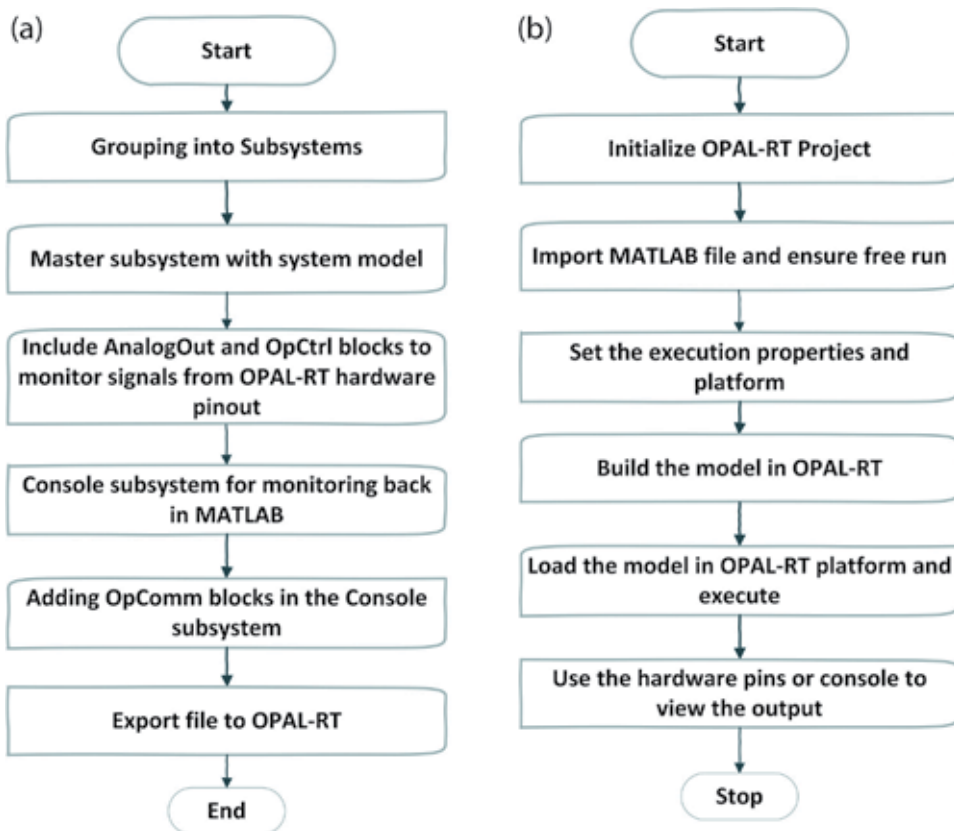 (a)
Start
Grouping into Subsystems
Master subsystem with system model
Include AnalogOut and OpCtrl blocks to
monitor signals from OPAL-RT hardware
pinout
Console subsystem for monitoring back
in MATLAB
Adding OpComm blocks in the Console
subsystem
Export file to OPAL-RT
End
(b)
Start
Initialize OPAL-RT Project
Import MATLAB file and ensure free run
Set the execution properties and
platform
Build the model in OPAL-RT
Load the model in OPAL-RT platform and
execute
Use the hardware pins or console to
view the output
Stop